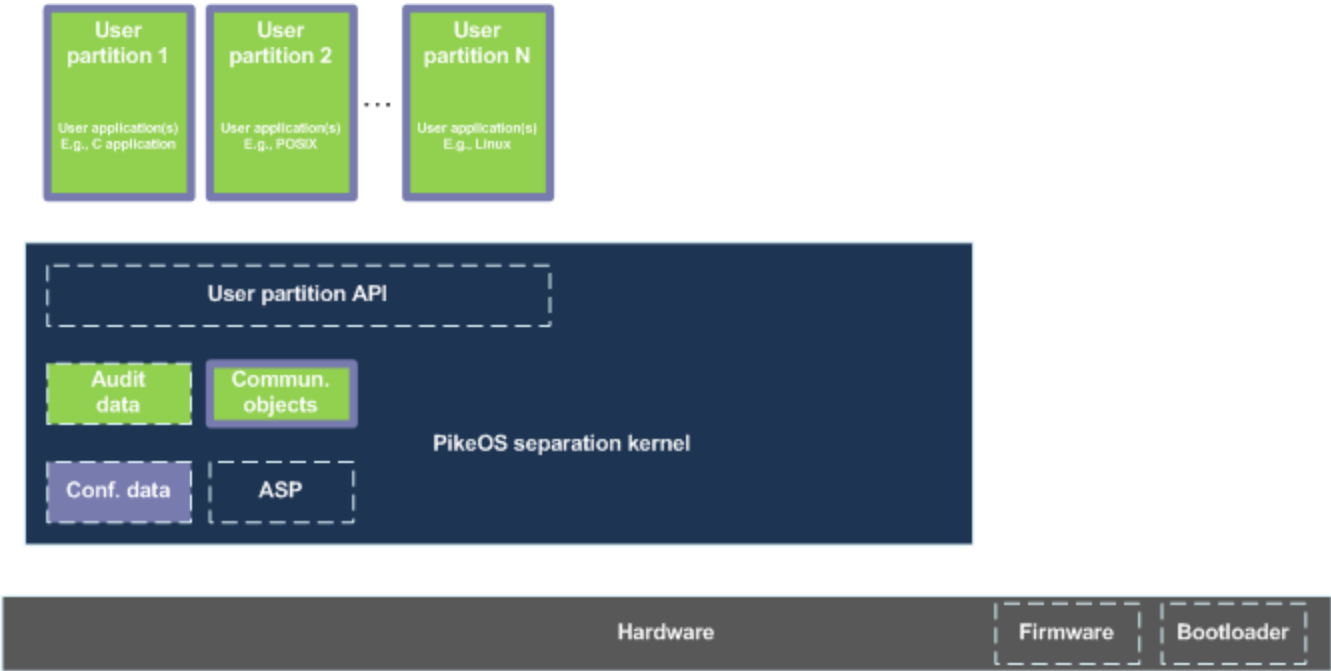 User
partition 1
User application(s)
E.g., C application
User
partition 2
User application(s)
E.g., POSIX
...
User
partition N
User application(s)
E.g., Linux
User partition API
Audit
data
Commun.
objects
PikeOS separation kernel
Conf. data
ASP
Hardware
Firmware
Bootloader